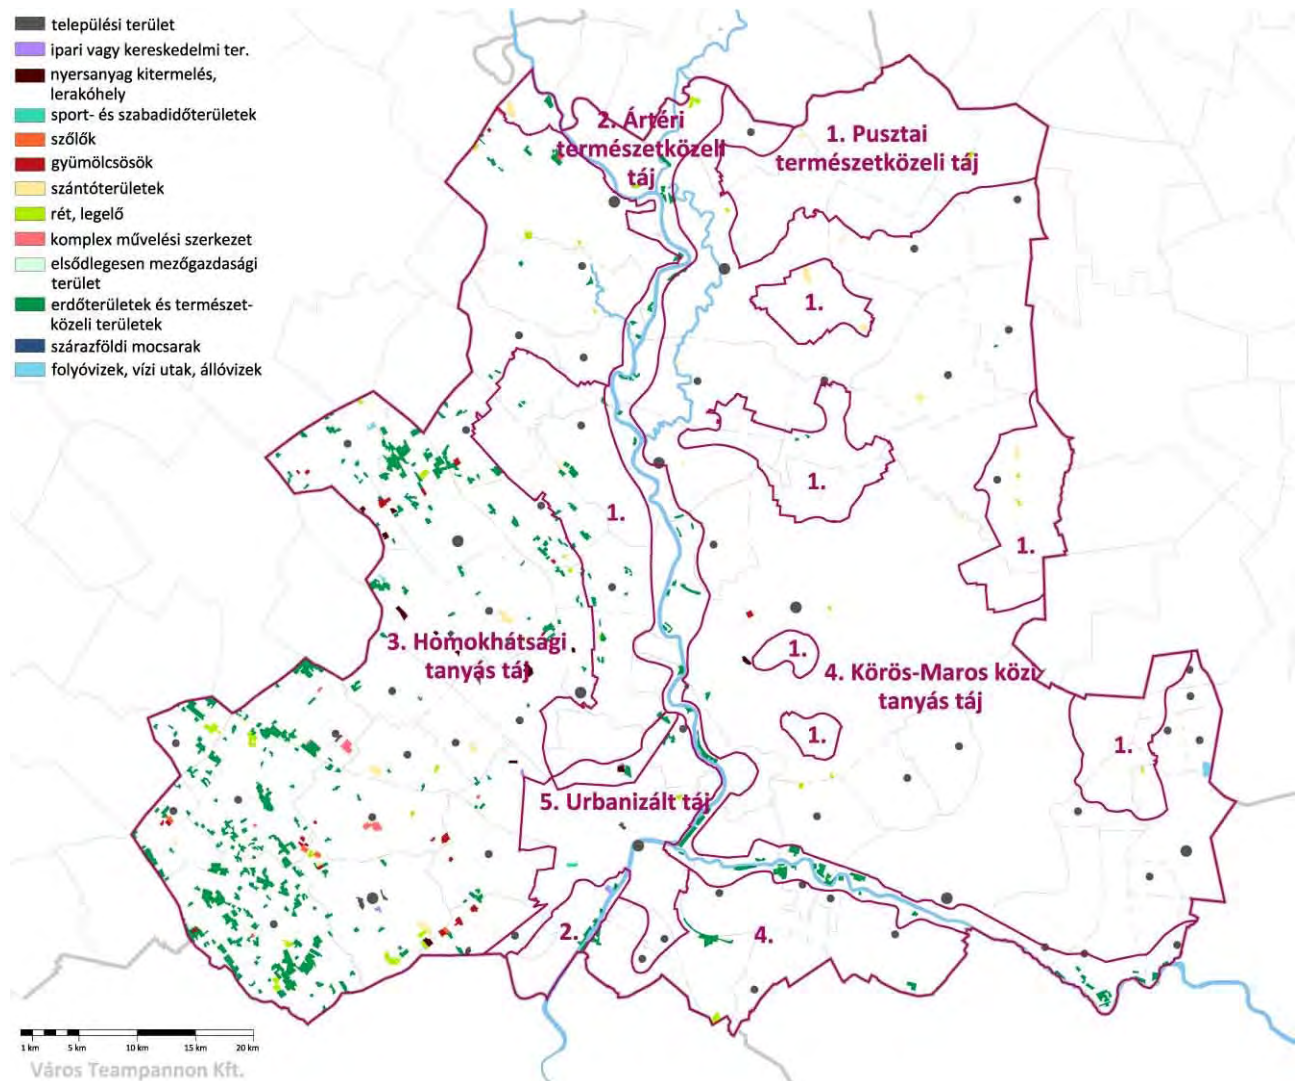 települési terület
ipari vagy kereskedelmi ter.
nyersanyag kitermelés,
lerakóhely
sport- és szabadidőterületek
szőlők
gyümölcsösök
szántóterületek
rét, legelő
komplex művelési szerkezet
elsődlegesen mezőgazdasági
terület
erdőterületek és természet-
közeli területek
szárazföldi mocsarak
folyóvizek, vízi utak, állóvizek
2. Ártéri
természetközeli
táj
1. Pusztai
természetközeli táj
1.
1.
1.
1.
3. Homokhátsági
tanyás táj
1.
4. Körös-Maros közi
tanyás táj
1.
1.
5. Urbanizált táj
2.
4.
1 km 5 km 10 km 15 km 20 km
Város Teampannon Kft.